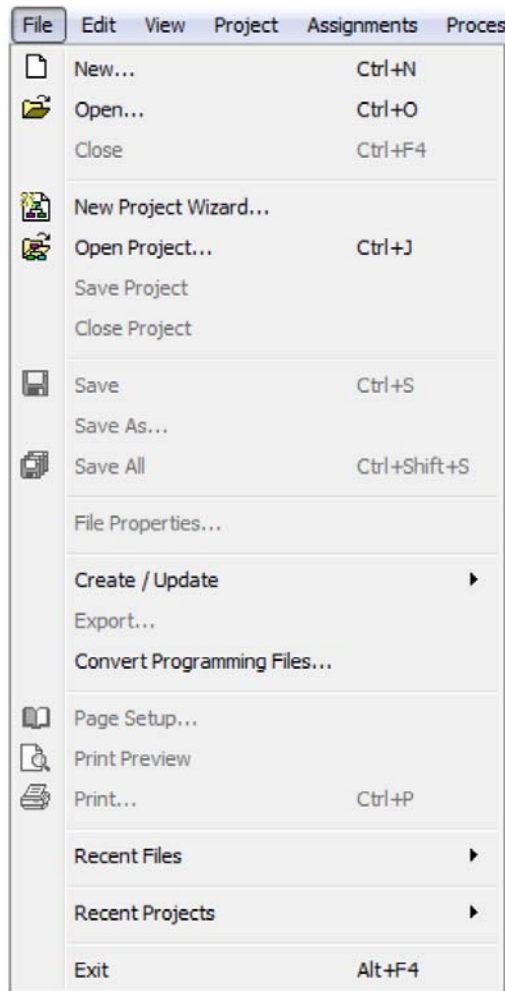 File Edit View Project Assignments Proces
New... Ctrl+N
Open... Ctrl+O
Close Ctrl+F4
New Project Wizard...
Open Project... Ctrl+J
Save Project
Close Project
Save Ctrl+S
Save As...
Save All Ctrl+Shift+S
File Properties...
Create / Update
Export...
Convert Programming Files...
Page Setup...
Print Preview
Print... Ctrl+P
Recent Files
Recent Projects
Exit Alt+F4